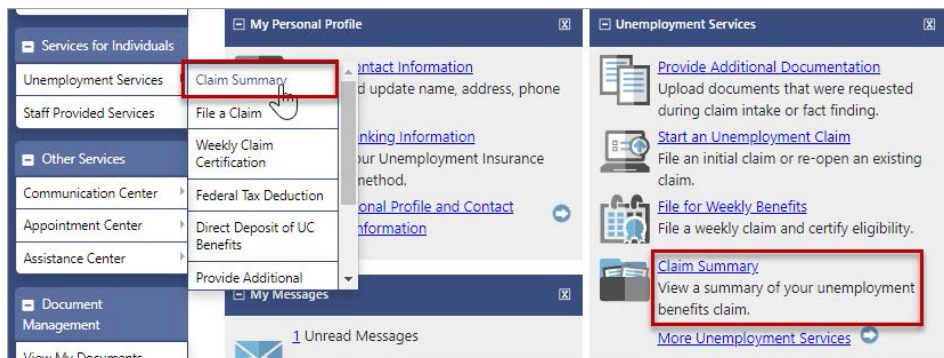 Services for Individuals
Unemployment Services
Staff Provided Services
Other Services
Communication Center
Appointment Center
Assistance Center
Document
Management
View My Documents
Claim Summary
File a Claim
Weekly Claim
Certification
Federal Tax Deduction
Direct Deposit of UC
Benefits
Provide Additional
My Personal Profile
ontact Information
d update name, address, phone
nking Information
our Unemployment Insurance
method.
onal Profile and Contact
nformation
My Messages
1 Unread Messages
Unemployment Services
Provide Additional Documentation
Upload documents that were requested
during claim intake or fact finding.
Start an Unemployment Claim
File an initial claim or re-open an existing
claim.
File for Weekly Benefits
File a weekly claim and certify eligibility.
Claim Summary
View a summary of your unemployment
benefits claim.
More Unemployment Services